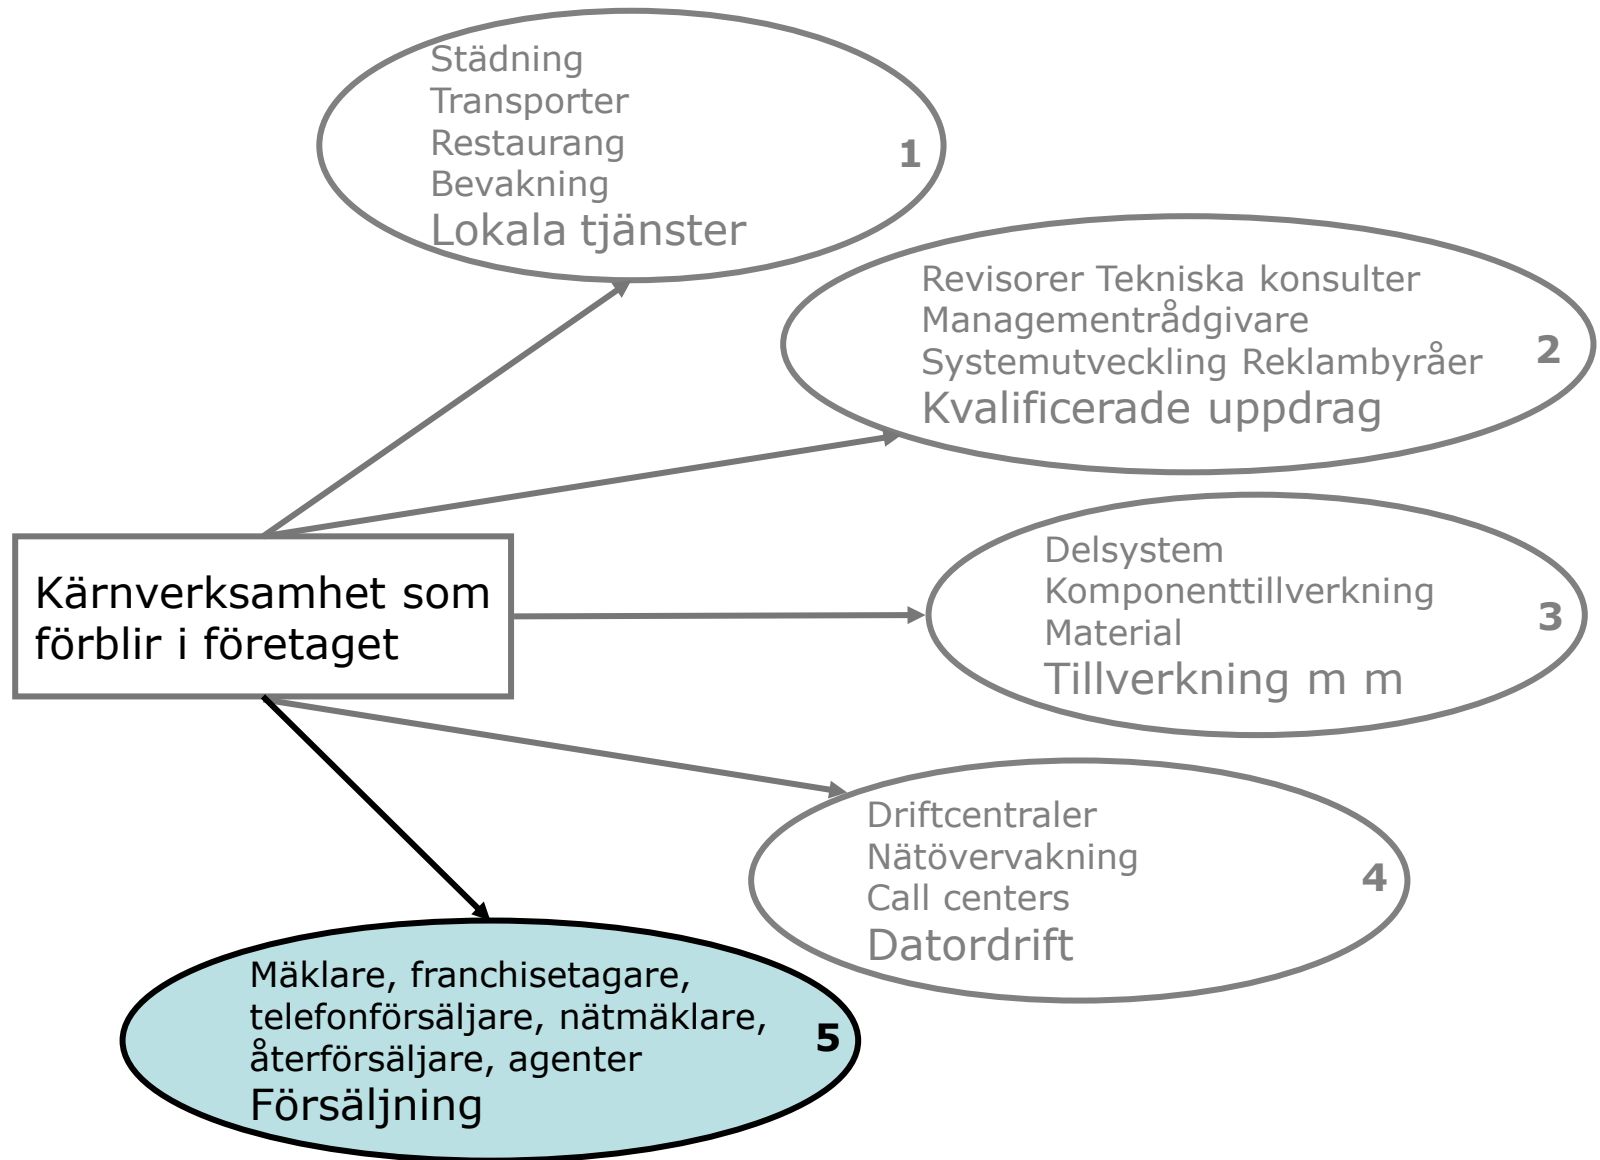 Städning
Transporter
Restaurang
Bevakning
Lokala tjänster
1
Revisorer Tekniska konsulter
Managementrådgivare
Systemutveckling Reklambyråer
Kvalificerade uppdrag
2
Kärnverksamhet som
förblir i företaget
Delsystem
Komponenttillverkning
Material
Tillverkning m m
3
Driftcentraler
Nätövervakning
Call centers
Datordrift
4
Mäklare, franchisetagare,
telefonförsäljare, nätmäklare,
återförsäljare, agenter
Försäljning
5